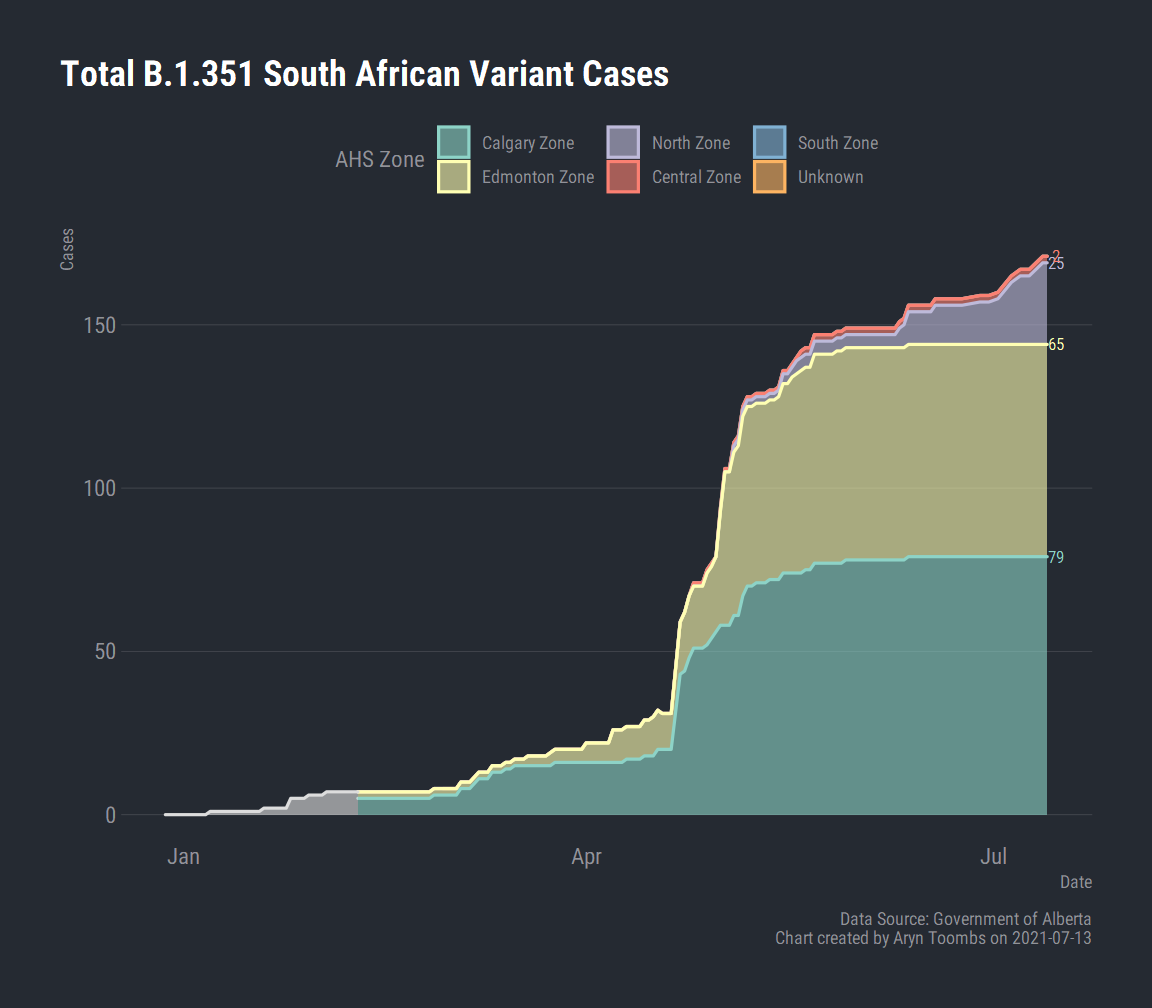 Total B.1.351 South African Variant Cases
AHS Zone
Calgary Zone
North Zone
South Zone
Edmonton Zone
Central Zone
Unknown
Cases
2
25
150
65
100
79
50
0
Jan
Apr
Jul
Date
Data Source: Government of Alberta
Chart created by Aryn Toombs on 2021-07-13